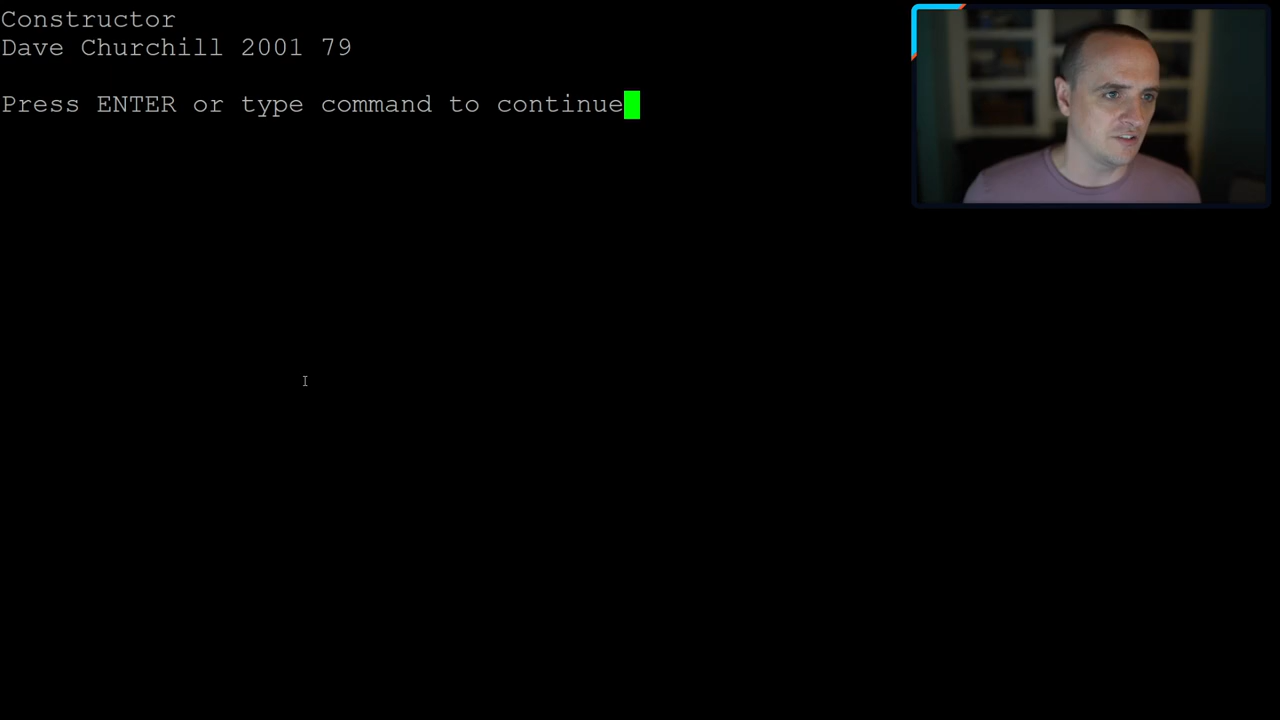 Constructor
Dave Churchill 2001 79
Press ENTER or type command to continue